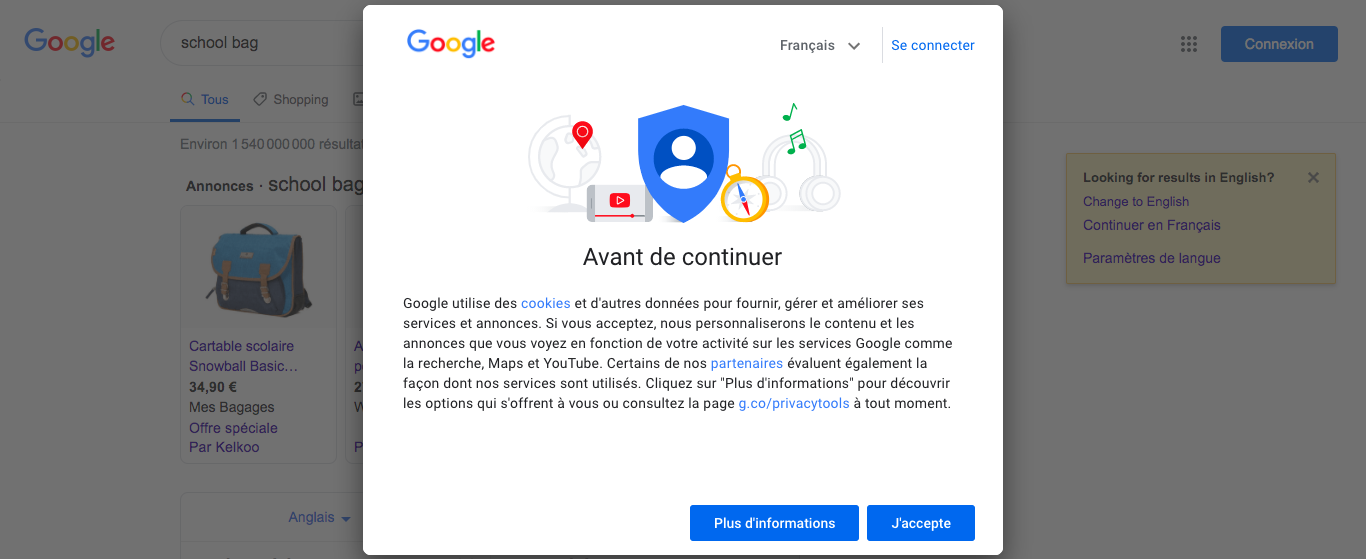 Google
school bag
Connexion
Tous
Shopping
Environ 1 540 000 000 résultat
Annonces · school bag
Cartable scolaire
Snowball Basic…
34,90 €
Mes Bagages
Offre spéciale
Par Kelkoo
Anglais
Google
Français
Se connecter
Avant de continuer
Google utilise des cookies et d'autres données pour fournir, gérer et améliorer ses
services et annonces. Si vous acceptez, nous personnaliserons le contenu et les
annonces que vous voyez en fonction de votre activité sur les services Google comme
la recherche, Maps et YouTube. Certains de nos partenaires évaluent également la
façon dont nos services sont utilisés. Cliquez sur "Plus d'informations" pour découvrir
les options qui s'offrent à vous ou consultez la page g.co/privacytools à tout moment.
Plus d'informations
J'accepte
Looking for results in English?
Change to English
Continuer en Français
Paramètres de langue